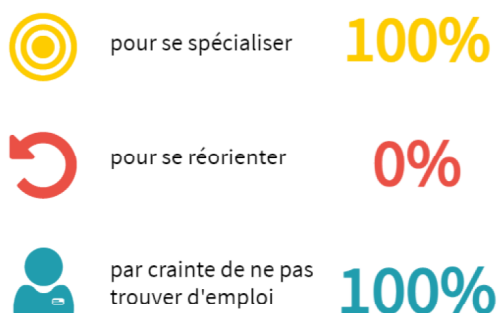 pour se spécialiser 100%
pour se réorienter 0%
par crainte de ne pas
trouver d'emploi 100%